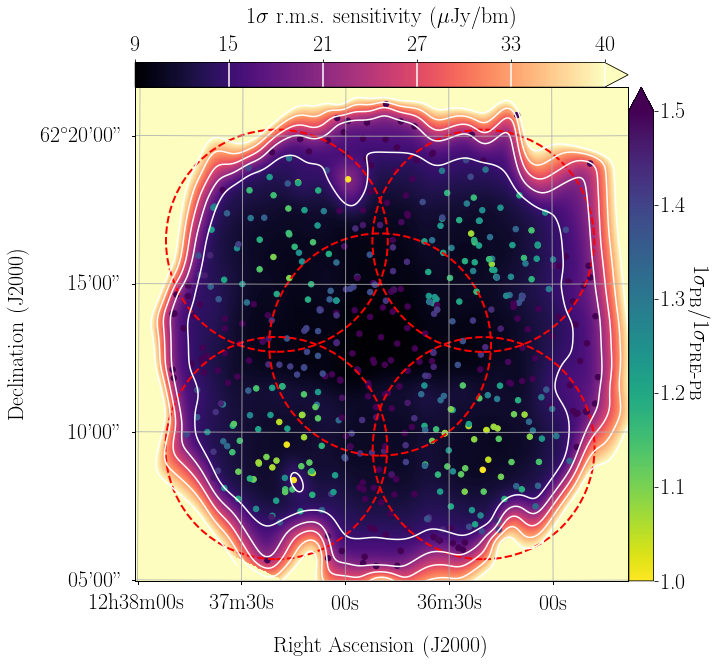 1σ r.m.s. sensitivity (μJy/bm)
9 15 21 27 33 40
62°20'00"
15'00"
10'00"
05'00"
Declination (J2000)
1.5
1.4
1.3
1.2
1.1
1.0
1σPB/1σPRE-PB
12h38m00s 37m30s 00s 36m30s 00s
Right Ascension (J2000)